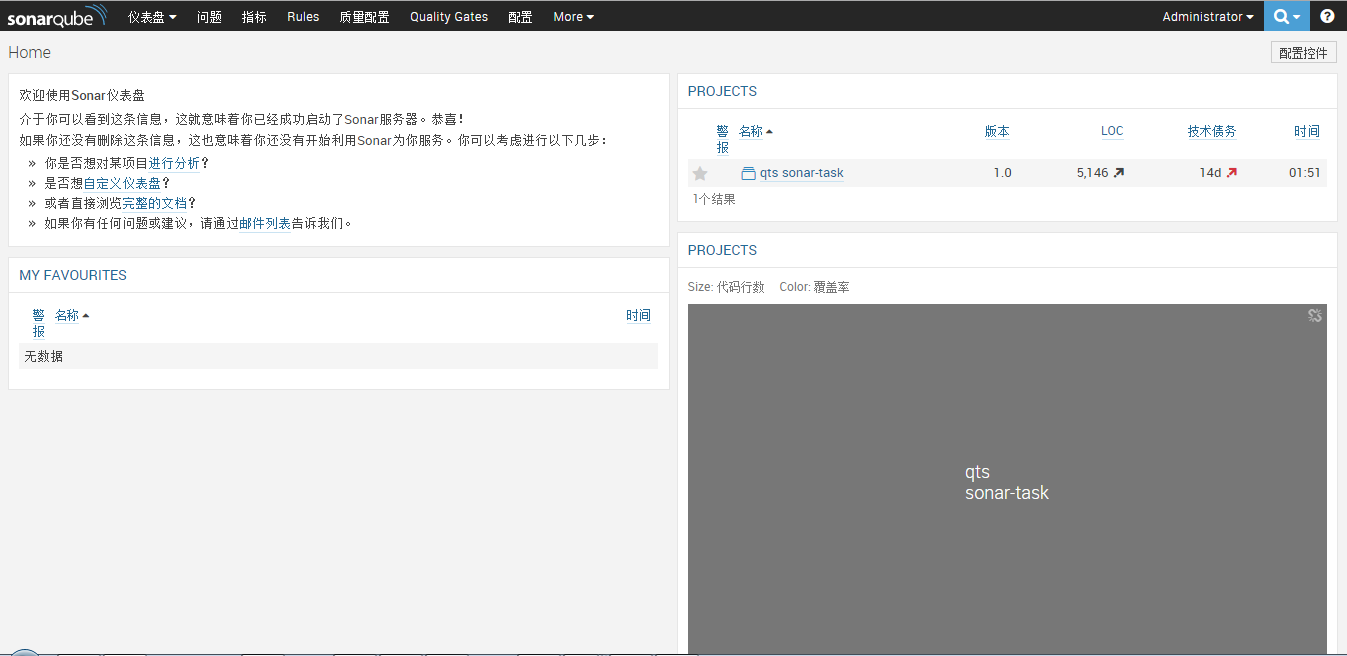 sonarqube 仪表盘 问题 指标 Rules 质量配置 Quality Gates 配置 More Administrator ?
Home 配置控件
欢迎使用Sonar仪表盘
介于你可以看到这条信息，这就意味着你已经成功启动了Sonar服务器。恭喜！
如果你还没有删除这条信息，这也意味着你还没有开始利用Sonar为你服务。你可以考虑进行以下几步：
» 你是否想对某项目进行分析？
» 是否想自定义仪表盘？
» 或者直接浏览完整的文档？
» 如果你有任何问题或建议，请通过邮件列表告诉我们。
MY FAVOURITES
警报 名称 时间
无数据
PROJECTS
警报 名称 版本 LOC 技术债务 时间
qts sonar-task 1.0 5,146 14d 01:51
1个结果
PROJECTS
Size: 代码行数 Color: 覆盖率
qts
sonar-task